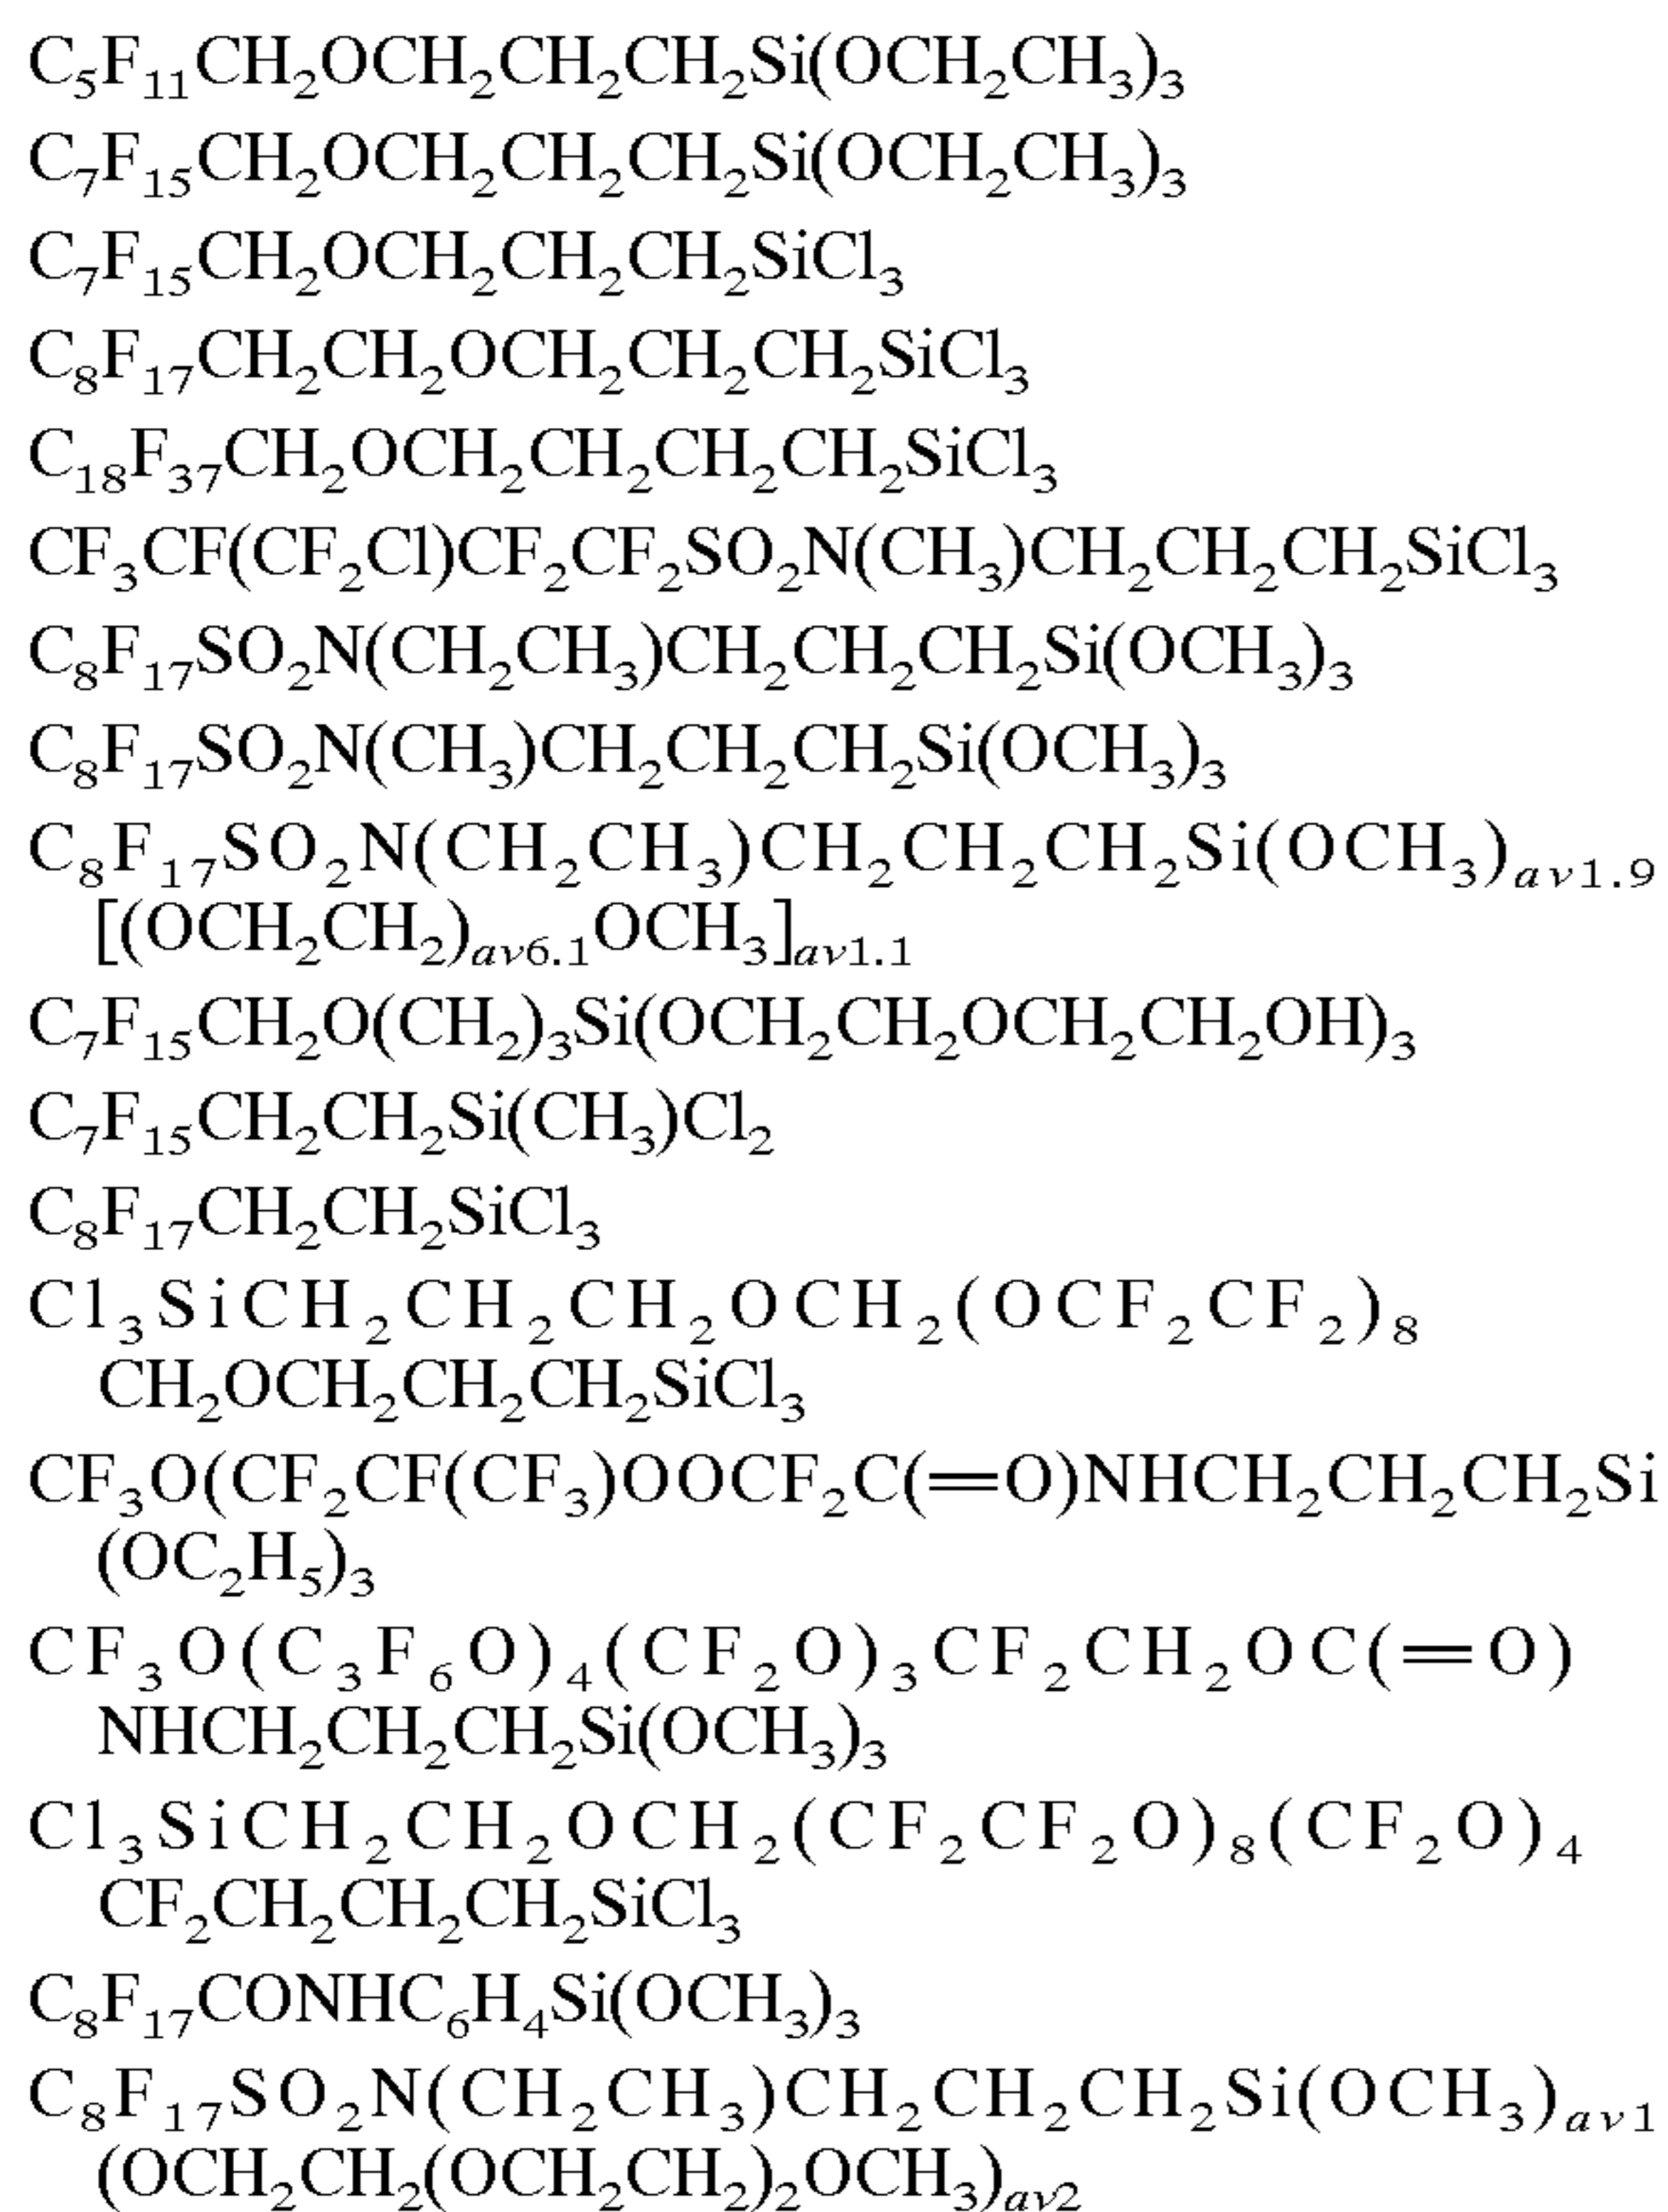 C₅F₁₁CH₂OCH₂CH₂CH₂Si(OCH₂CH₃)₃
C₇F₁₅CH₂OCH₂CH₂CH₂Si(OCH₂CH₃)₃
C₇F₁₅CH₂OCH₂CH₂CH₂SiCl₃
C₈F₁₇CH₂CH₂OCH₂CH₂CH₂SiCl₃
C₁₈F₃₇CH₂OCH₂CH₂CH₂CH₂SiCl₃
CF₃CF(CF₂Cl)CF₂CF₂SO₂N(CH₃)CH₂CH₂CH₂SiCl₃
C₈F₁₇SO₂N(CH₂CH₃)CH₂CH₂CH₂Si(OCH₃)₃
C₈F₁₇SO₂N(CH₃)CH₂CH₂CH₂Si(OCH₃)₃
C₈F₁₇SO₂N(CH₂CH₃)CH₂CH₂CH₂Si(OCH₃)av1.9
[(OCH₂CH₂)av6.1OCH₃]av1.1
C₇F₁₅CH₂O(CH₂)₃Si(OCH₂CH₂OCH₂CH₂OH)₃
C₇F₁₅CH₂CH₂Si(CH₃)Cl₂
C₈F₁₇CH₂CH₂SiCl₃
Cl₃SiCH₂CH₂CH₂OCH₂(OCF₂CF₂)₈
CH₂OCH₂CH₂CH₂SiCl₃
CF₃O(CF₂CF(CF₃)OOCF₂C(=O)NHCH₂CH₂CH₂Si
(OC₂H₅)₃
CF₃O(C₃F₆O)₄(CF₂O)₃CF₂CH₂OC(=O)
NHCH₂CH₂CH₂Si(OCH₃)₃
Cl₃SiCH₂CH₂OCH₂(CF₂CF₂O)₈(CF₂O)₄
CF₂CH₂CH₂CH₂SiCl₃
C₈F₁₇CONHC₆H₄Si(OCH₃)₃
C₈F₁₇SO₂N(CH₂CH₃)CH₂CH₂CH₂Si(OCH₃)av1
(OCH₂CH₂(OCH₂CH₂)₂OCH₃)av2